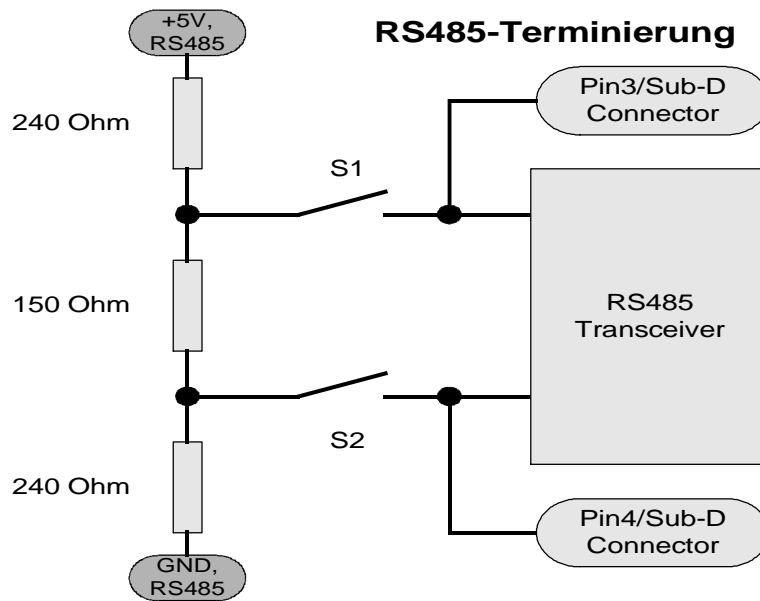 +5V,
RS485
RS485-Terminierung
Pin3/Sub-D
Connector
240 Ohm
S1
150 Ohm
RS485
Transceiver
S2
240 Ohm
Pin4/Sub-D
Connector
GND,
RS485